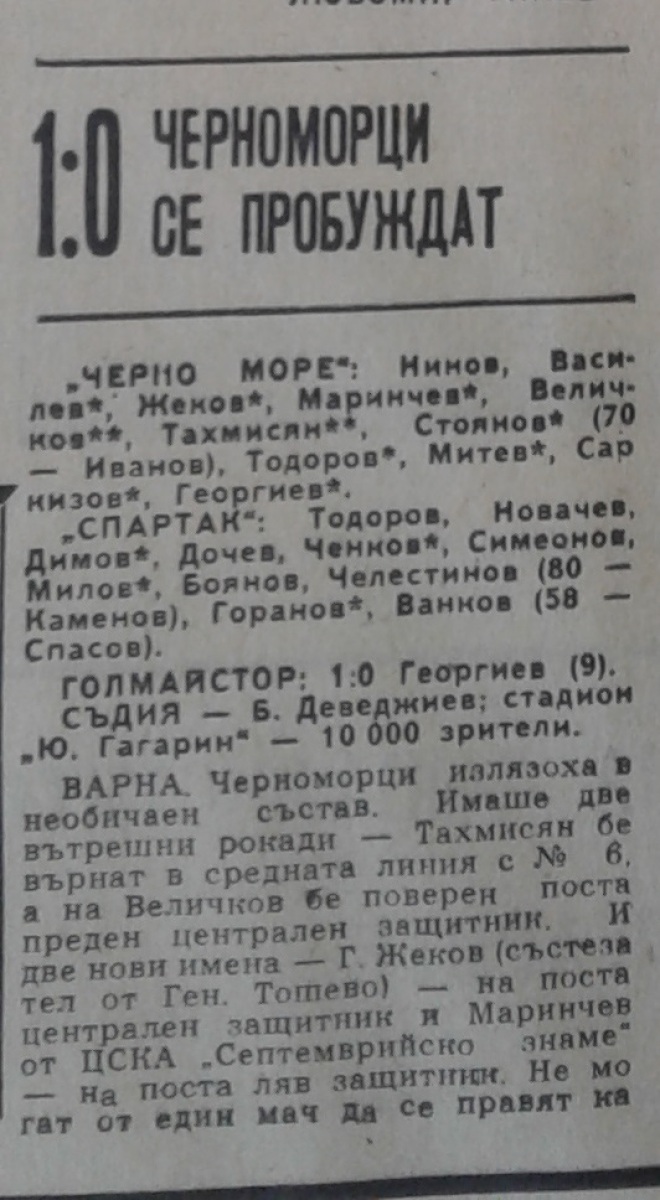 1:0 ЧЕРНОМОРЦИ
СЕ ПРОБУЖДАТ
„ЧЕРНО МОРЕ“: Нинов, Васи-
лев*, Жеков*, Маринчев*, Велич-
ков**, Тахмисян**, Стоянов* (70
— Иванов), Тодоров*, Митев*, Сар
кизов*, Георгиев*.
„СПАРТАК“: Тодоров, Новачев,
Димов*, Дочев, Ченков*, Симеонов,
Милов*, Боянов, Челестинов (80 —
Каменов), Горанов*, Ванков (58 —
Спасов).
ГОЛМАЙСТОР: 1:0 Георгиев (9).
СЪДИЯ — Б. Деведжиев; стадион
„Ю. Гагарин“ — 10 000 зрители.
ВАРНА. Черноморци излязоха в
необичаен състав. Имаше две
вътрешни рокади — Тахмисян бе
върнат в средната линия с № 6,
а на Величков бе поверен поста
преден централен защитник. И
две нови имена — Г. Жеков (състеза
тел от Ген. Тошево) — на поста
централен защитник и Маринчев
от ЦСКА „Септемврийско знаме“
— на поста ляв защитник. Не мо
гат от един мач да се правят ка